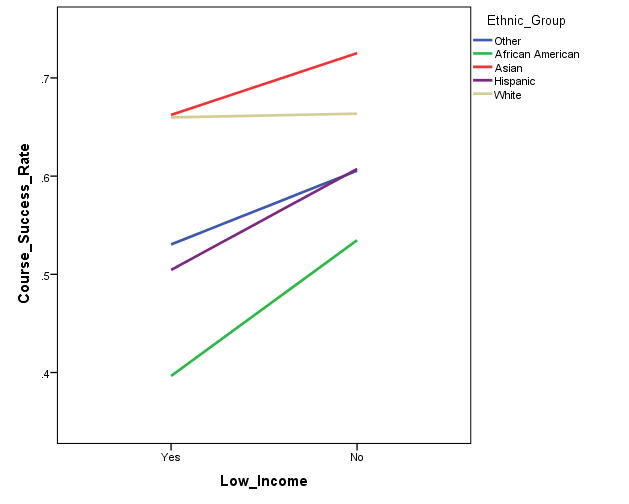 Ethnic_Group
Other
African American
Asian
Hispanic
White
Course_Success_Rate
.7
.6
.5
.4
Yes
No
Low_Income